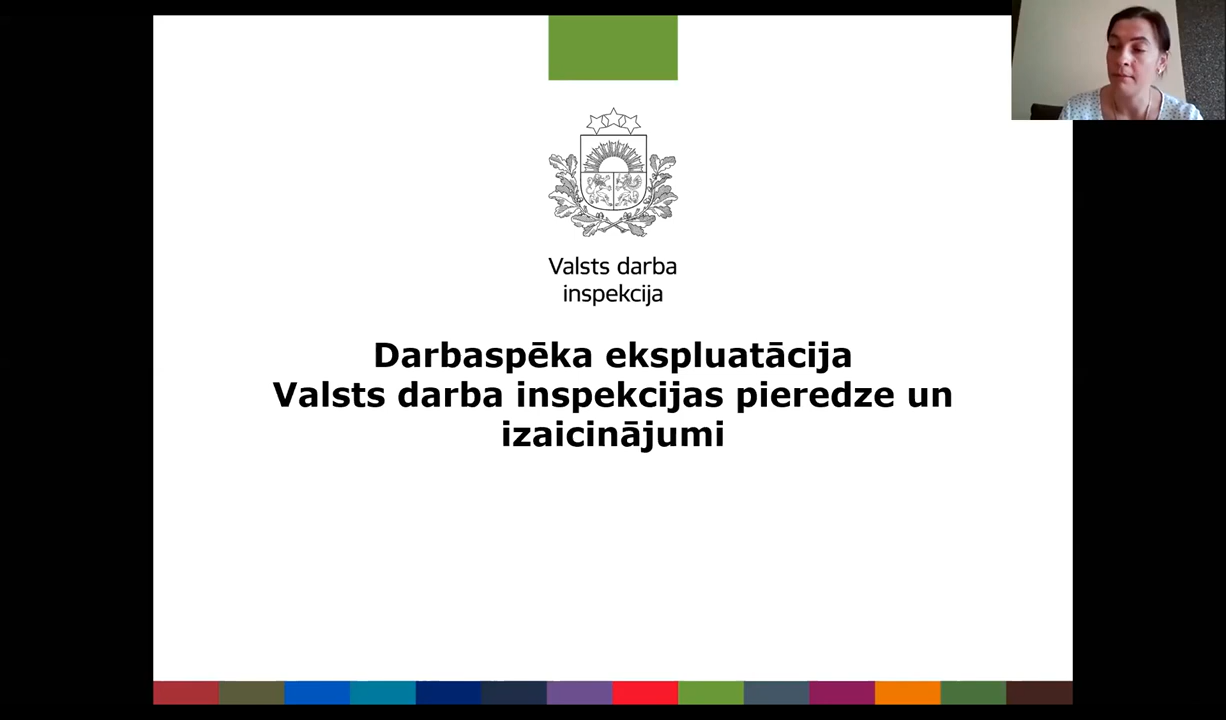 Valsts darba
inspekcija
Darbaspēka ekspluatācija
Valsts darba inspekcijas pieredze un
izaicinājumi